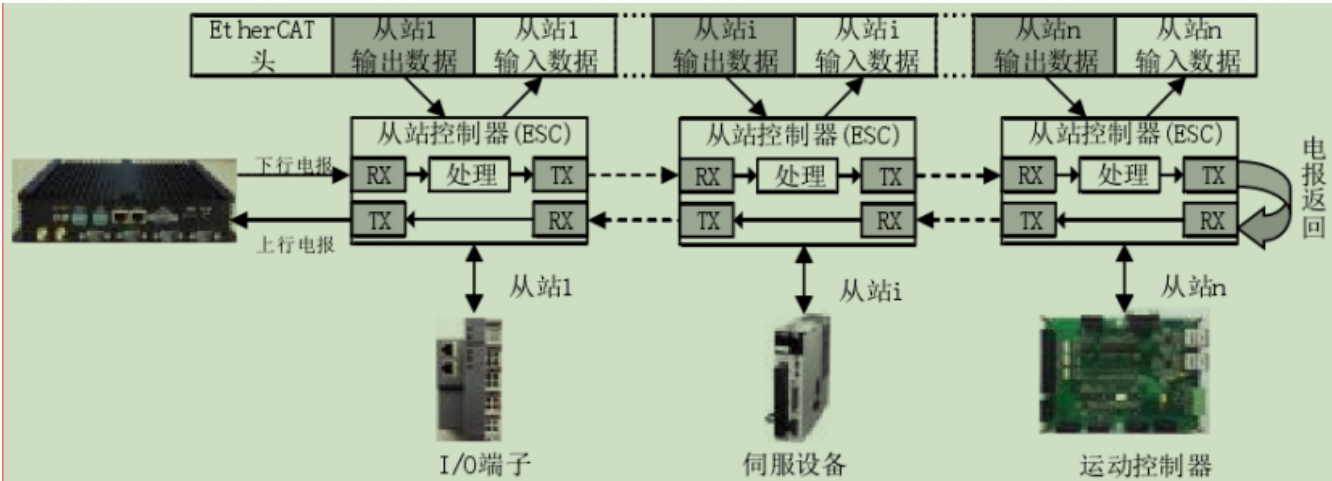 EtherCAT
头
从站1
输出数据
从站1
输入数据
从站i
输出数据
从站i
输入数据
从站n
输出数据
从站n
输入数据
从站控制器(ESC)
从站控制器(ESC)
从站控制器(ESC)
下行电报
RX
处理
TX
RX
处理
TX
RX
处理
TX
电报返回
上行电报
TX
RX
TX
RX
TX
RX
从站1
从站i
从站n
I/O端子
伺服设备
运动控制器